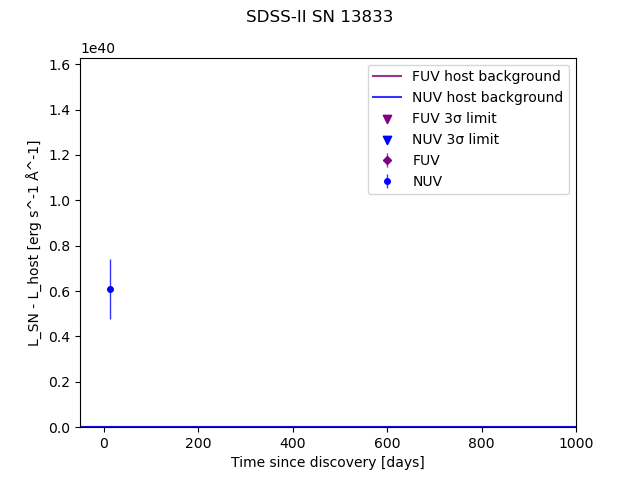 SDSS-II SN 13833
1e40
1.6
1.4
1.2
1.0
0.8
0.6
0.4
0.2
0.0
L_SN - L_host [erg s^-1 Å^-1]
FUV host background
NUV host background
FUV 3σ limit
NUV 3σ limit
FUV
NUV
0 200 400 600 800 1000
Time since discovery [days]